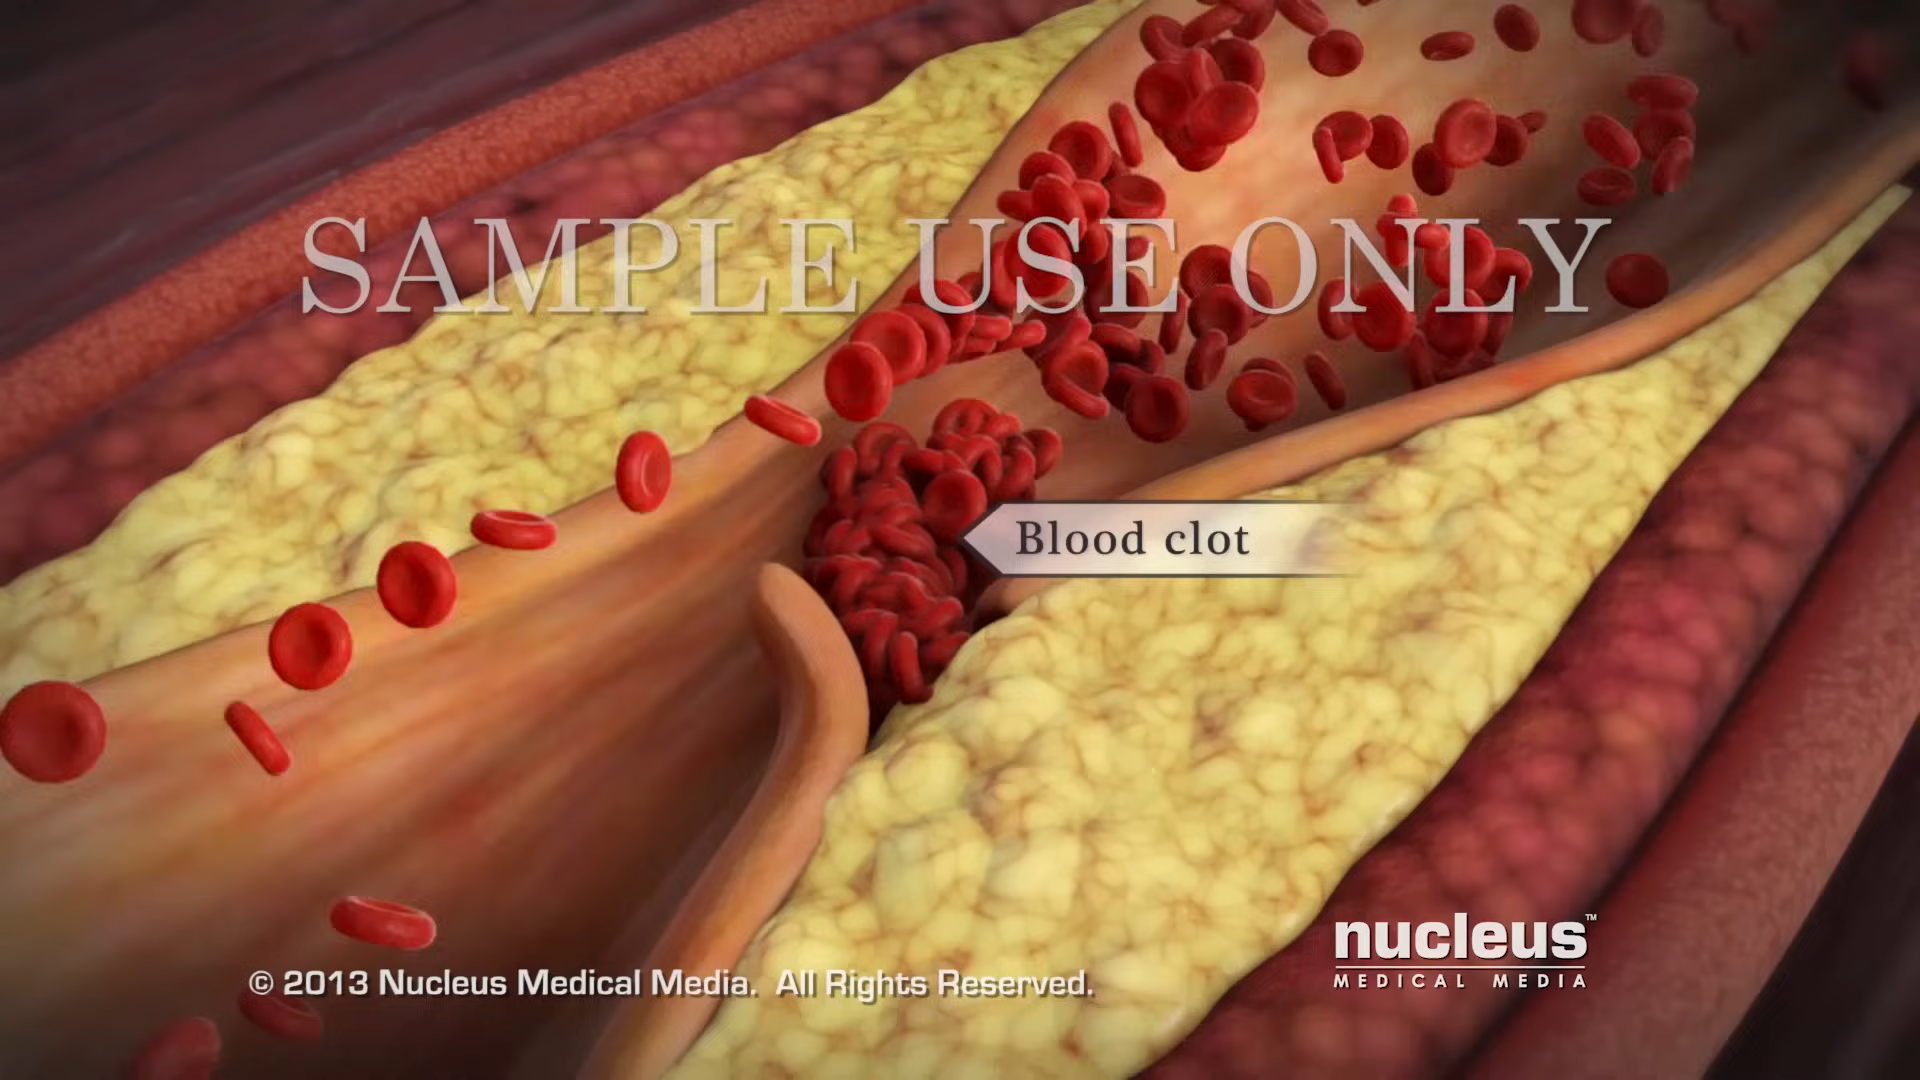 SAMPLE USE ONLY
Blood clot
nucleus™
MEDICAL MEDIA
© 2013 Nucleus Medical Media. All Rights Reserved.